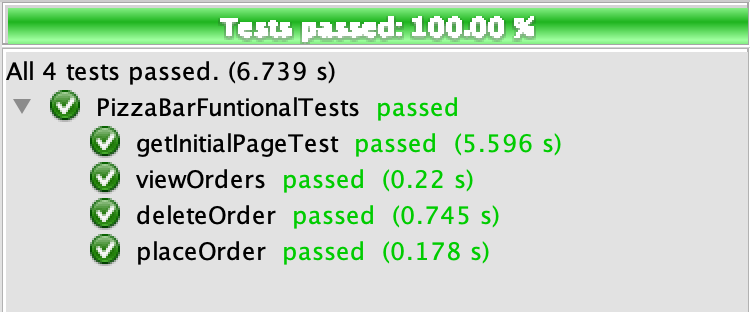 Tests passed: 100.00 %
All 4 tests passed. (6.739 s)
PizzaBarFuntionalTests passed
getInitialPageTest passed (5.596 s)
viewOrders passed (0.22 s)
deleteOrder passed (0.745 s)
placeOrder passed (0.178 s)